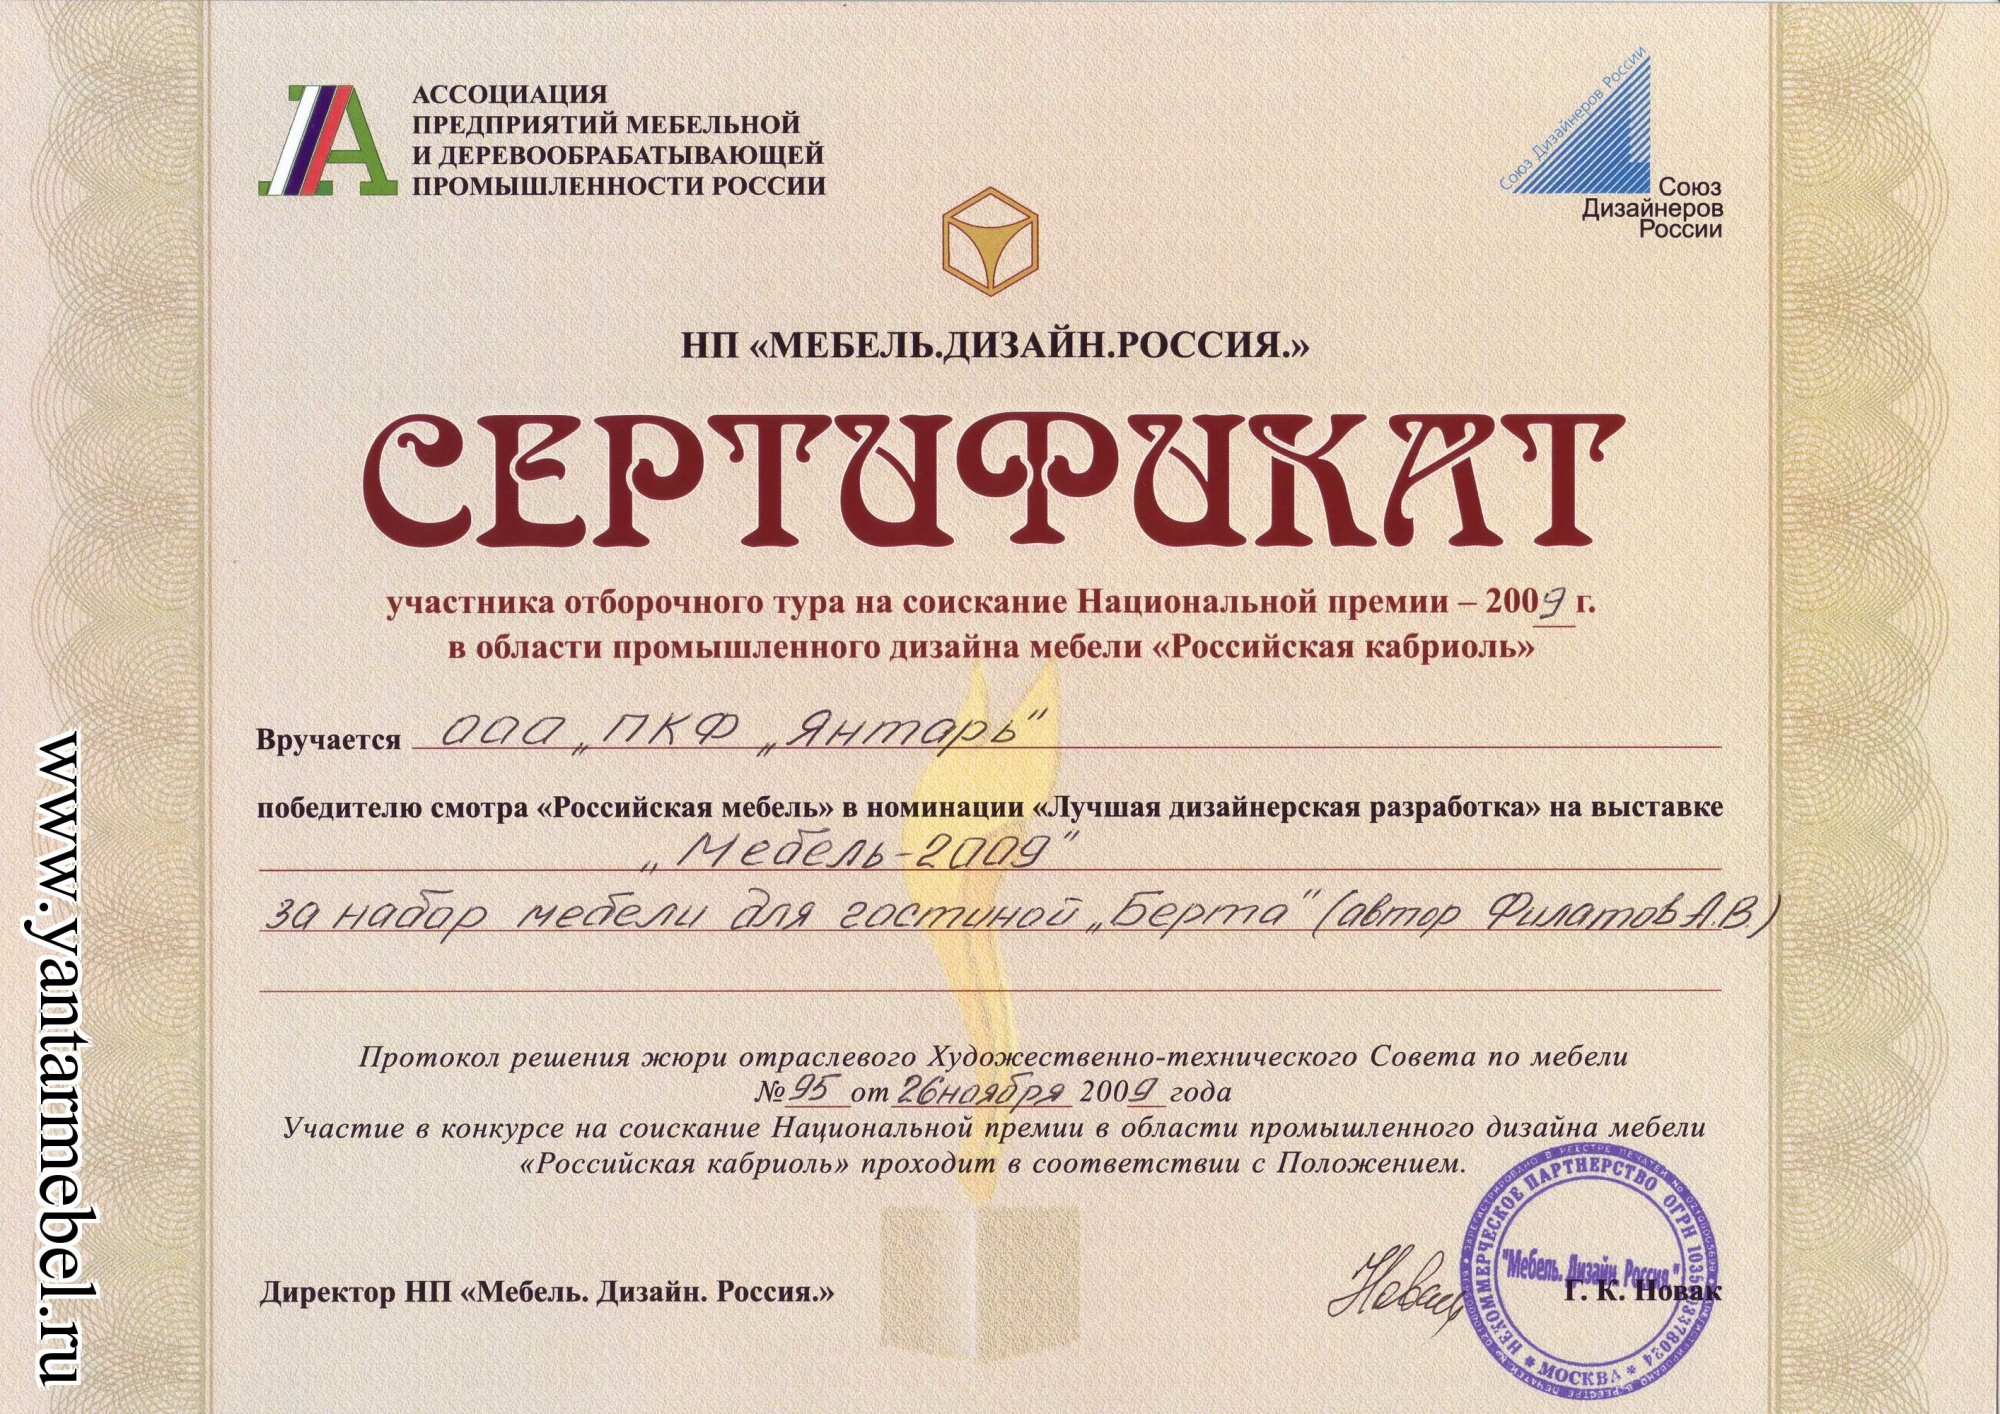 АССОЦИАЦИЯ
ПРЕДПРИЯТИЙ МЕБЕЛЬНОЙ
И ДЕРЕВООБРАБАТЫВАЮЩЕЙ
ПРОМЫШЛЕННОСТИ РОССИИ
Союз Дизайнеров России
Союз
Дизайнеров
России
НП «МЕБЕЛЬ.ДИЗАЙН.РОССИЯ.»
СЕРТИФИКАТ
участника отборочного тура на соискание Национальной премии – 2009 г.
в области промышленного дизайна мебели «Российская кабриоль»
Вручается ООО „ПКФ „Янтарь"
победителю смотра «Российская мебель» в номинации «Лучшая дизайнерская разработка» на выставке
„Мебель-2009"
за набор мебели для гостиной „Берта" (автор Филатов А.В.)
Протокол решения жюри отраслевого Художественно-технического Совета по мебели
№ 95 от 26 ноября 2009 года
Участие в конкурсе на соискание Национальной премии в области промышленного дизайна мебели
«Российская кабриоль» проходит в соответствии с Положением.
Директор НП «Мебель. Дизайн. Россия.»
Г. К. Новак
НЕКОММЕРЧЕСКОЕ ПАРТНЕРСТВО ОГРН
"Мебель. Дизайн. Россия."
* МОСКВА *
www.yantarmebel.ru